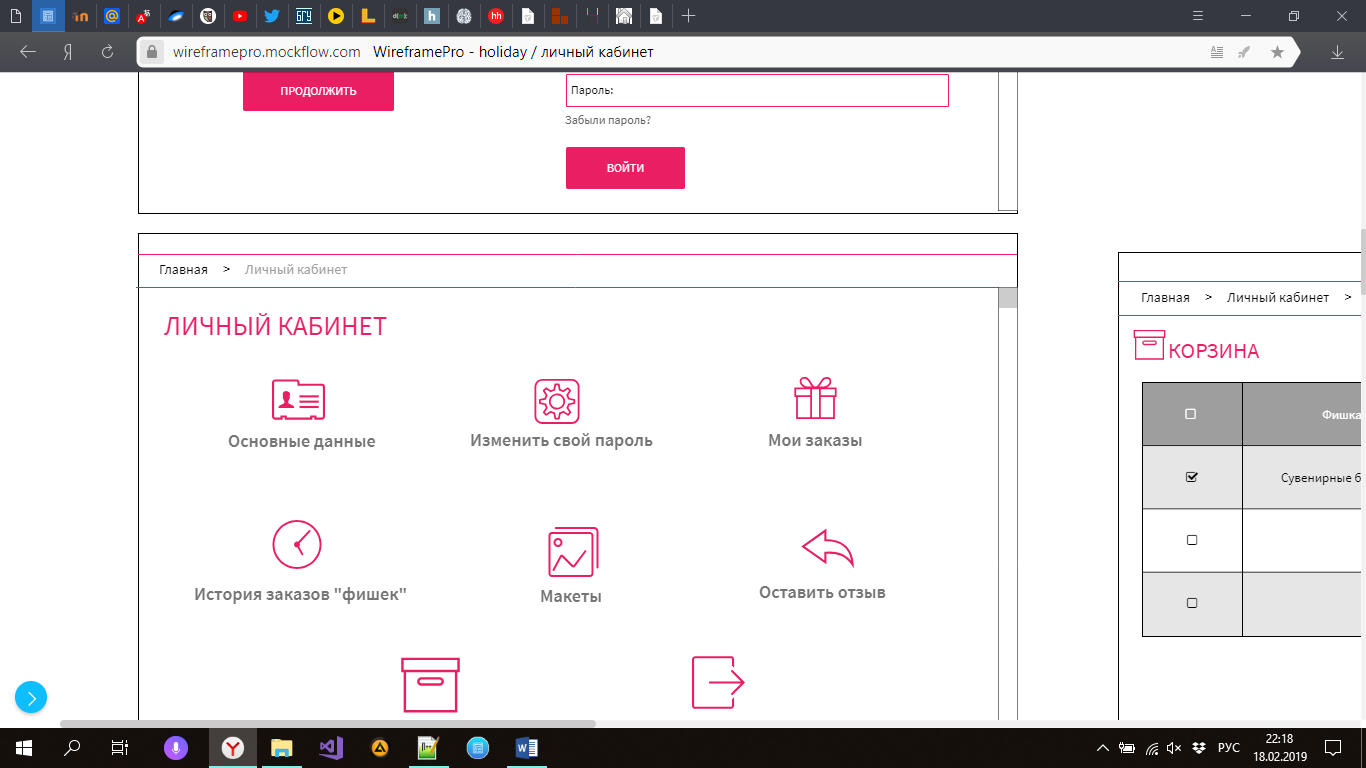 wireframepro.mockflow.com WireframePro - holiday / личный кабинет
ПРОДОЛЖИТЬ
Пароль:
Забыли пароль?
ВОЙТИ
Главная > Личный кабинет
ЛИЧНЫЙ КАБИНЕТ
Основные данные
Изменить свой пароль
Мои заказы
История заказов "фишек"
Макеты
Оставить отзыв
Главная > Личный кабинет >
КОРЗИНА
Фишка
Сувенирные б
РУС
22:18
18.02.2019